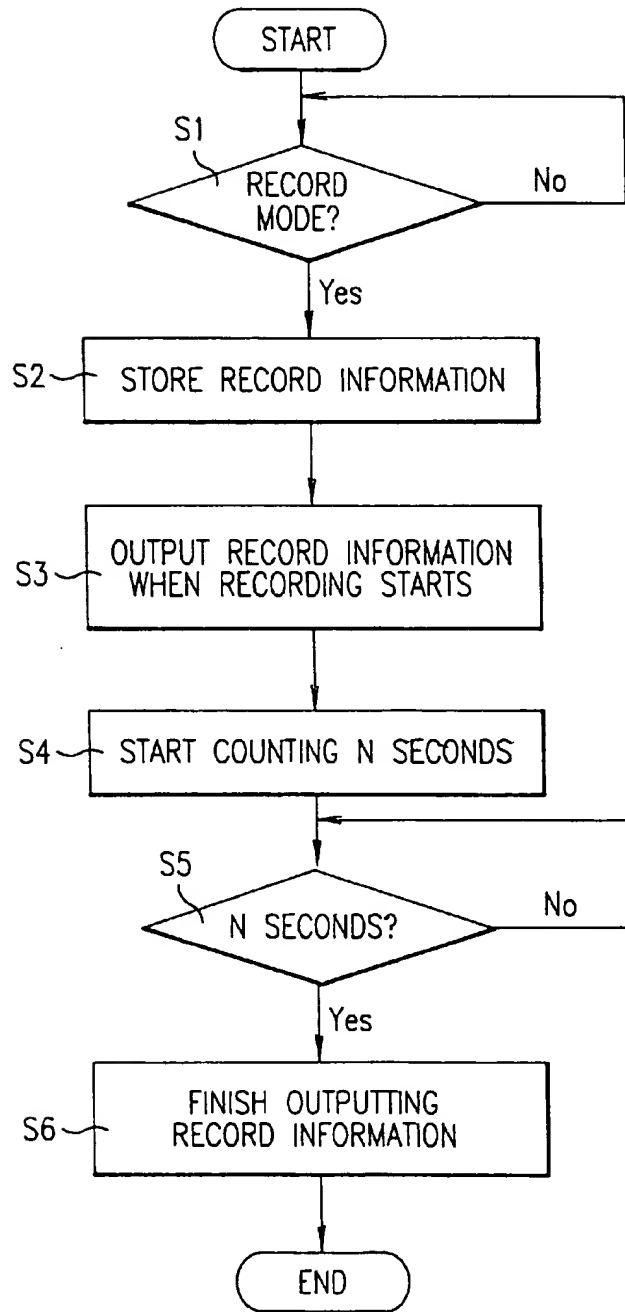 START
S1
RECORD
MODE?
No
Yes
S2
STORE RECORD INFORMATION
S3
OUTPUT RECORD INFORMATION
WHEN RECORDING STARTS
S4
START COUNTING N SECONDS
S5
N SECONDS?
No
Yes
S6
FINISH OUTPUTTING
RECORD INFORMATION
END